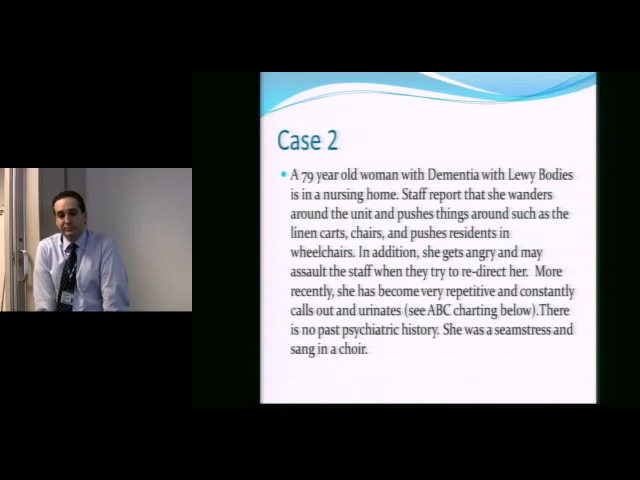 Case 2
• A 79 year old woman with Dementia with Lewy Bodies
is in a nursing home. Staff report that she wanders
around the unit and pushes things around such as the
linen carts, chairs, and pushes residents in
wheelchairs. In addition, she gets angry and may
assault the staff when they try to re-direct her.  More
recently, she has become very repetitive and constantly
calls out and urinates (see ABC charting below).There
is no past psychiatric history. She was a seamstress and
sang in a choir.